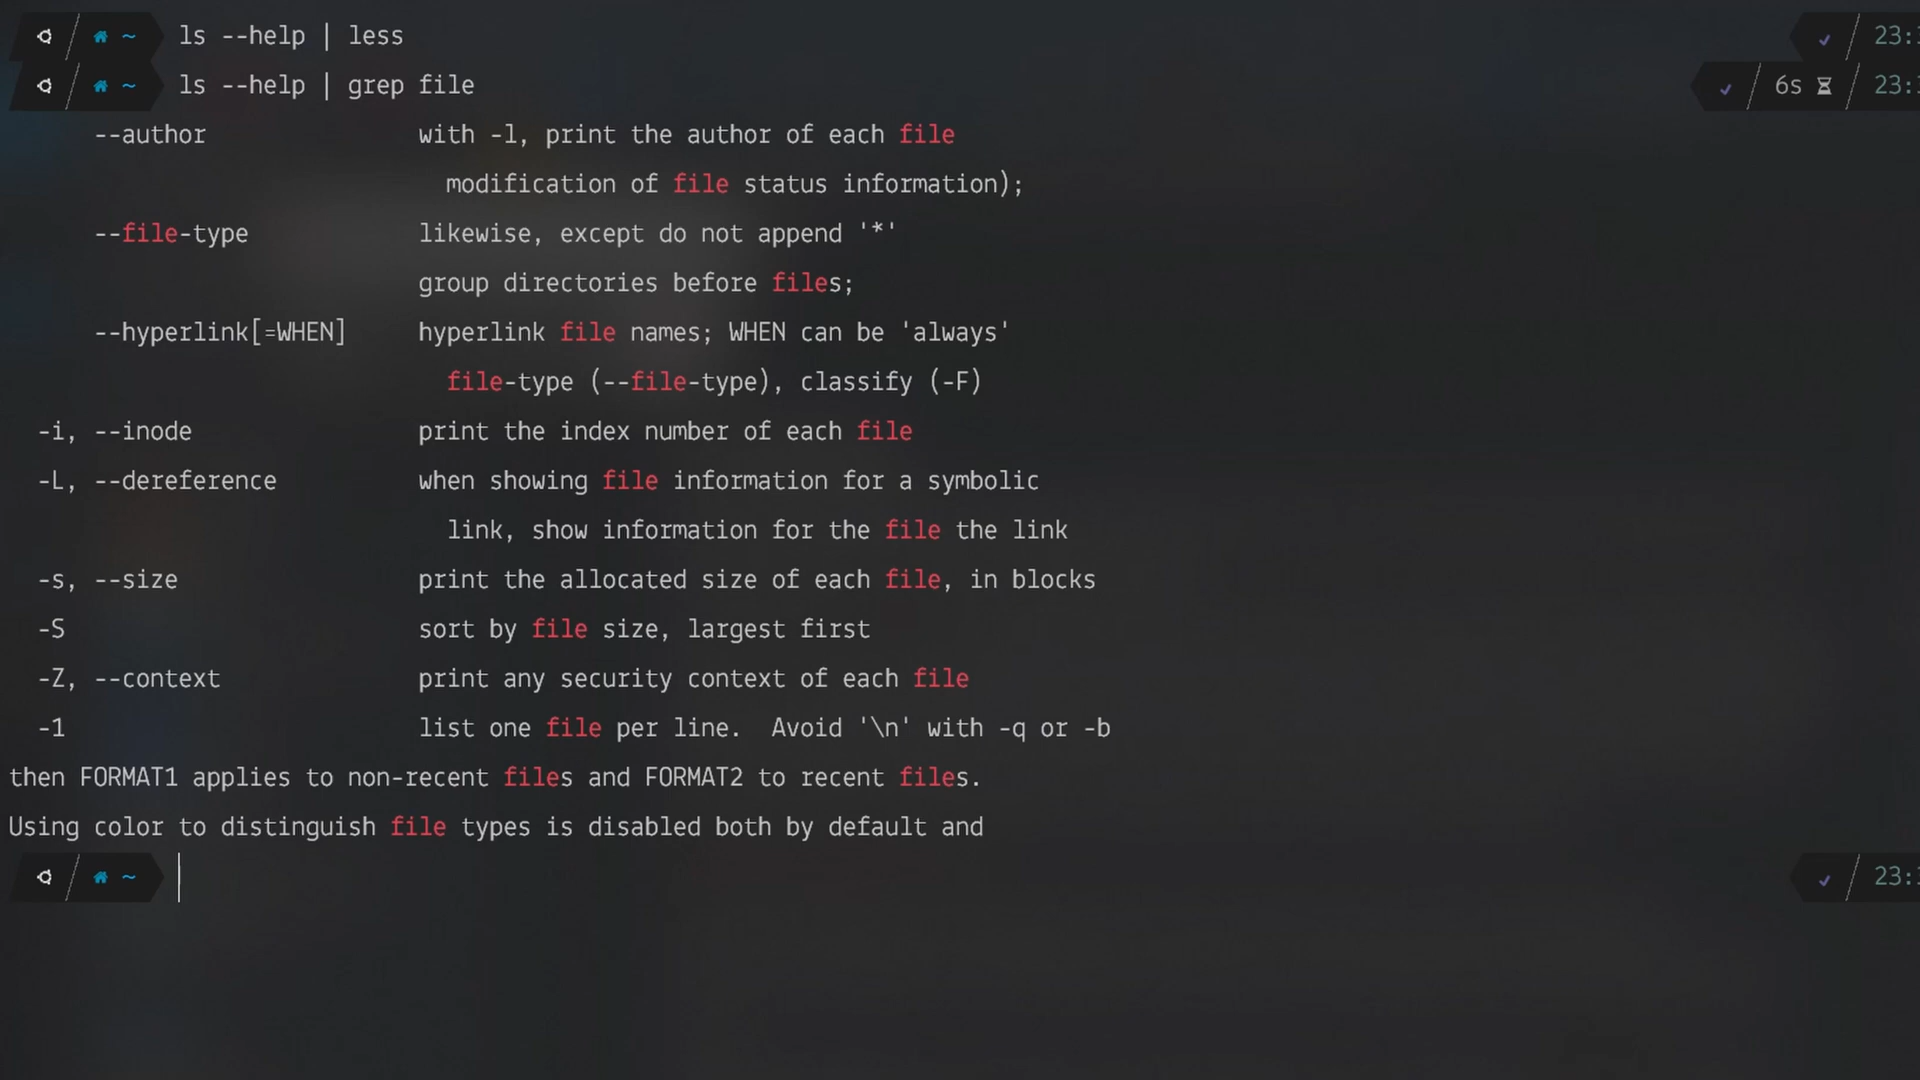 ~ ls --help | less 23:
~ ls --help | grep file 6s 23:
--author with -l, print the author of each file
modification of file status information);
--file-type likewise, except do not append '*'
group directories before files;
--hyperlink[=WHEN] hyperlink file names; WHEN can be 'always'
file-type (--file-type), classify (-F)
-i, --inode print the index number of each file
-L, --dereference when showing file information for a symbolic
link, show information for the file the link
-s, --size print the allocated size of each file, in blocks
-S sort by file size, largest first
-Z, --context print any security context of each file
-1 list one file per line.  Avoid '\n' with -q or -b
then FORMAT1 applies to non-recent files and FORMAT2 to recent files.
Using color to distinguish file types is disabled both by default and
~ 23: